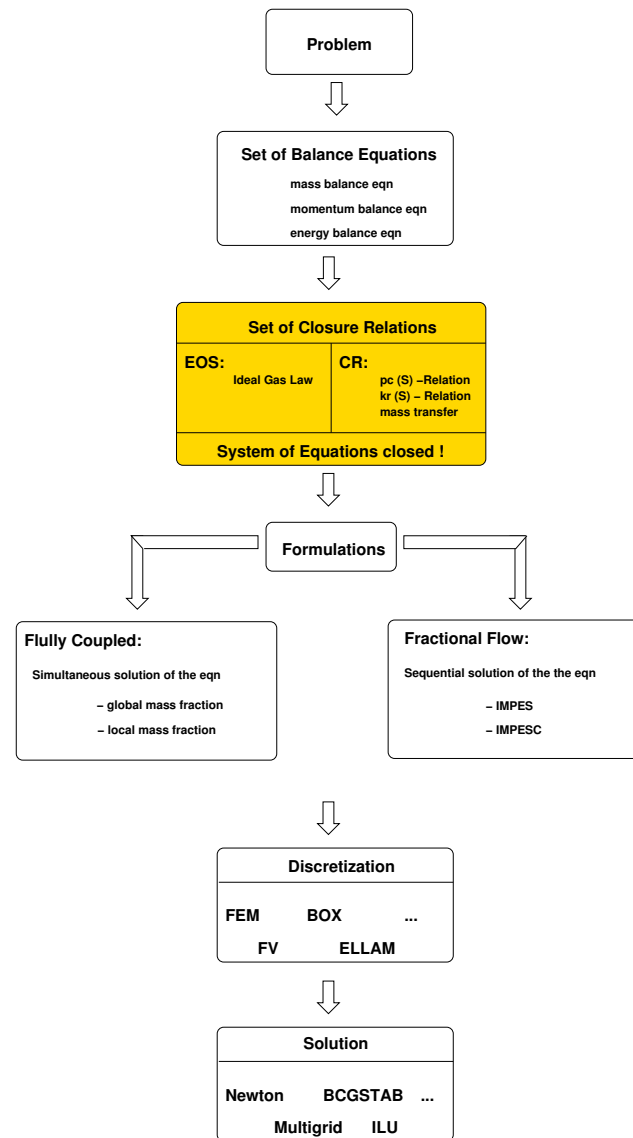 Problem
Set of Balance Equations
mass balance eqn
momentum balance eqn
energy balance eqn
Set of Closure Relations
EOS:
Ideal Gas Law
CR:
pc (S) –Relation
kr (S) – Relation
mass transfer
System of Equations closed !
Formulations
Flully Coupled:
Simultaneous solution of the eqn
– global mass fraction
– local mass fraction
Fractional Flow:
Sequential solution of the the eqn
– IMPES
– IMPESC
Discretization
FEM BOX ...
FV ELLAM
Solution
Newton BCGSTAB ...
Multigrid ILU